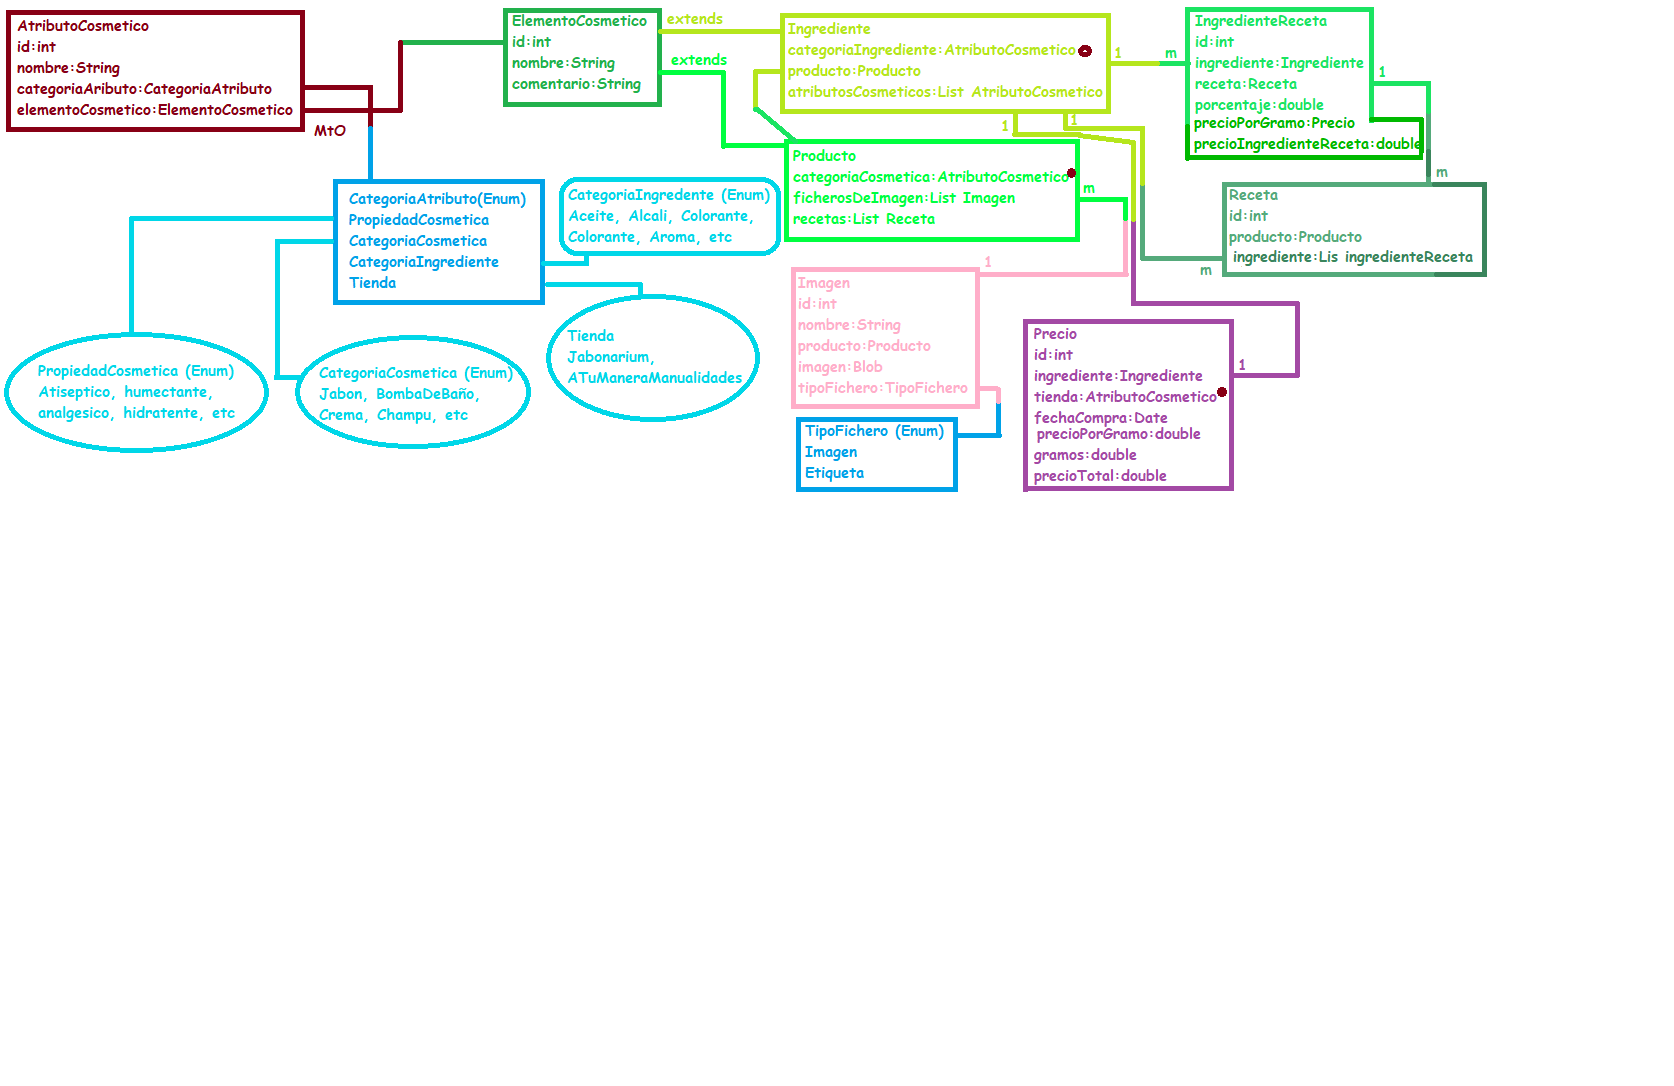 AtributoCosmetico
id:int
nombre:String
categoriaAributo:CategoriaAtributo
elementoCosmetico:ElementoCosmetico
MtO
ElementoCosmetico
id:int
nombre:String
comentario:String
extends
extends
Ingrediente
categoriaIngrediente:AtributoCosmetico
producto:Producto
atributosCosmeticos:List AtributoCosmetico
1
m
1
1
IngredienteReceta
id:int
ingrediente:Ingrediente
receta:Receta
porcentaje:double
precioPorGramo:Precio
precioIngredienteReceta:double
1
m
Producto
categoriaCosmetica:AtributoCosmetico
ficherosDeImagen:List Imagen
recetas:List Receta
m
Receta
id:int
producto:Producto
ingrediente:Lis ingredienteReceta
m
CategoriaAtributo(Enum)
PropiedadCosmetica
CategoriaCosmetica
CategoriaIngrediente
Tienda
CategoriaIngredente (Enum)
Aceite, Alcali, Colorante,
Colorante, Aroma, etc
PropiedadCosmetica (Enum)
Atiseptico, humectante,
analgesico, hidratente, etc
CategoriaCosmetica (Enum)
Jabon, BombaDeBaño,
Crema, Champu, etc
Tienda
Jabonarium,
ATuManeraManualidades
1
Imagen
id:int
nombre:String
producto:Producto
imagen:Blob
tipoFichero:TipoFichero
TipoFichero (Enum)
Imagen
Etiqueta
Precio
id:int
ingrediente:Ingrediente
tienda:AtributoCosmetico
fechaCompra:Date
precioPorGramo:double
gramos:double
precioTotal:double
1